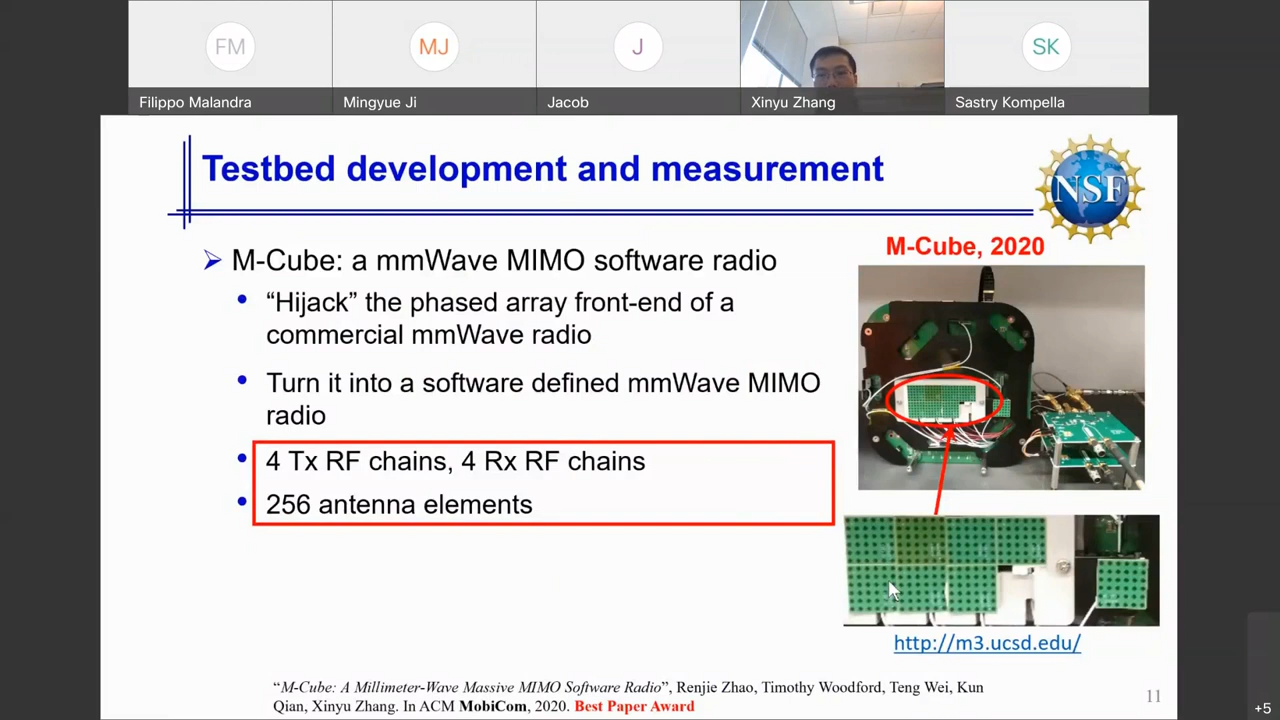 FM
MJ
J
SK
Filippo Malandra
Mingyue Ji
Jacob
Xinyu Zhang
Sastry Kompella
Testbed development and measurement
NSF
M-Cube, 2020
➢ M-Cube: a mmWave MIMO software radio
• “Hijack” the phased array front-end of a
commercial mmWave radio
• Turn it into a software defined mmWave MIMO
radio
• 4 Tx RF chains, 4 Rx RF chains
• 256 antenna elements
http://m3.ucsd.edu/
“M-Cube: A Millimeter-Wave Massive MIMO Software Radio”, Renjie Zhao, Timothy Woodford, Teng Wei, Kun
Qian, Xinyu Zhang. In ACM MobiCom, 2020. Best Paper Award
11
+5